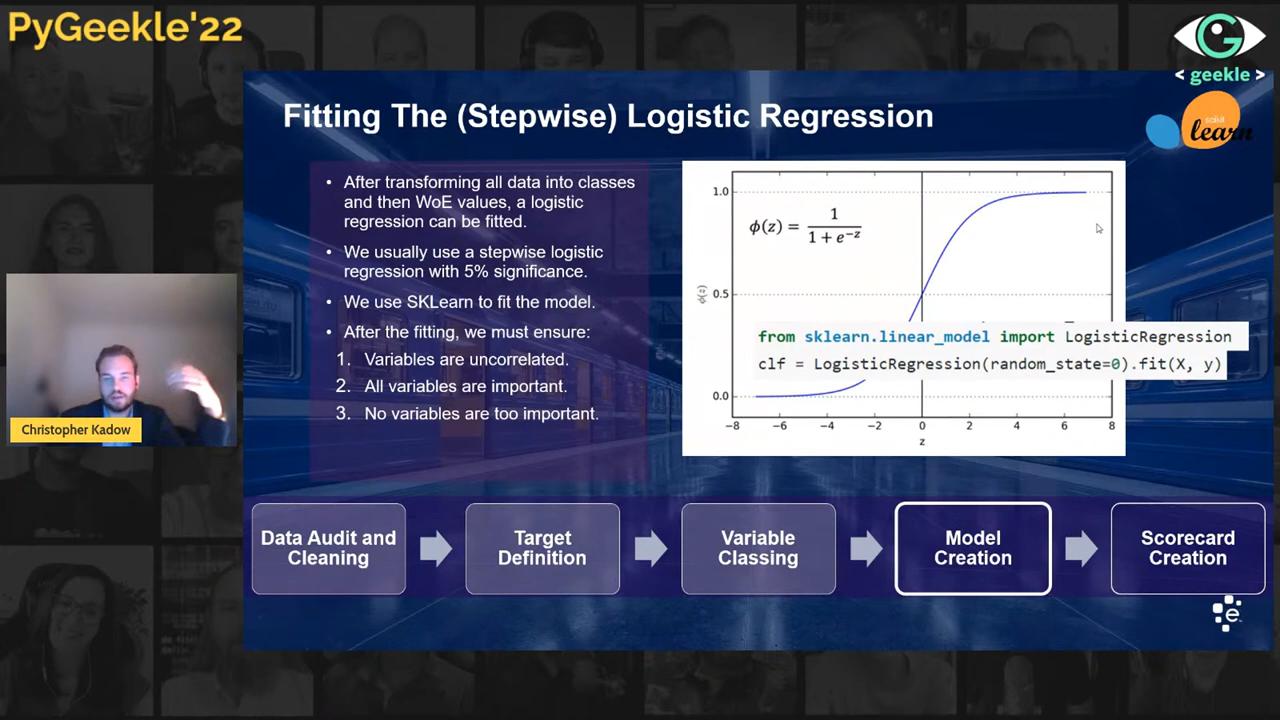 PyGeekle'22
G
< geekle >
Fitting The (Stepwise) Logistic Regression
scikit
learn
• After transforming all data into classes
and then WoE values, a logistic
regression can be fitted.
• We usually use a stepwise logistic
regression with 5% significance.
• We use SKLearn to fit the model.
• After the fitting, we must ensure:
1. Variables are uncorrelated.
2. All variables are important.
3. No variables are too important.
1.0
0.5
0.0
ϕ(z)
ϕ(z) = 1 / (1 + e^{-z})
from sklearn.linear_model import LogisticRegression
clf = LogisticRegression(random_state=0).fit(X, y)
−8 −6 −4 −2 0 2 4 6 8
z
Christopher Kadow
Data Audit and
Cleaning
Target
Definition
Variable
Classing
Model
Creation
Scorecard
Creation
e